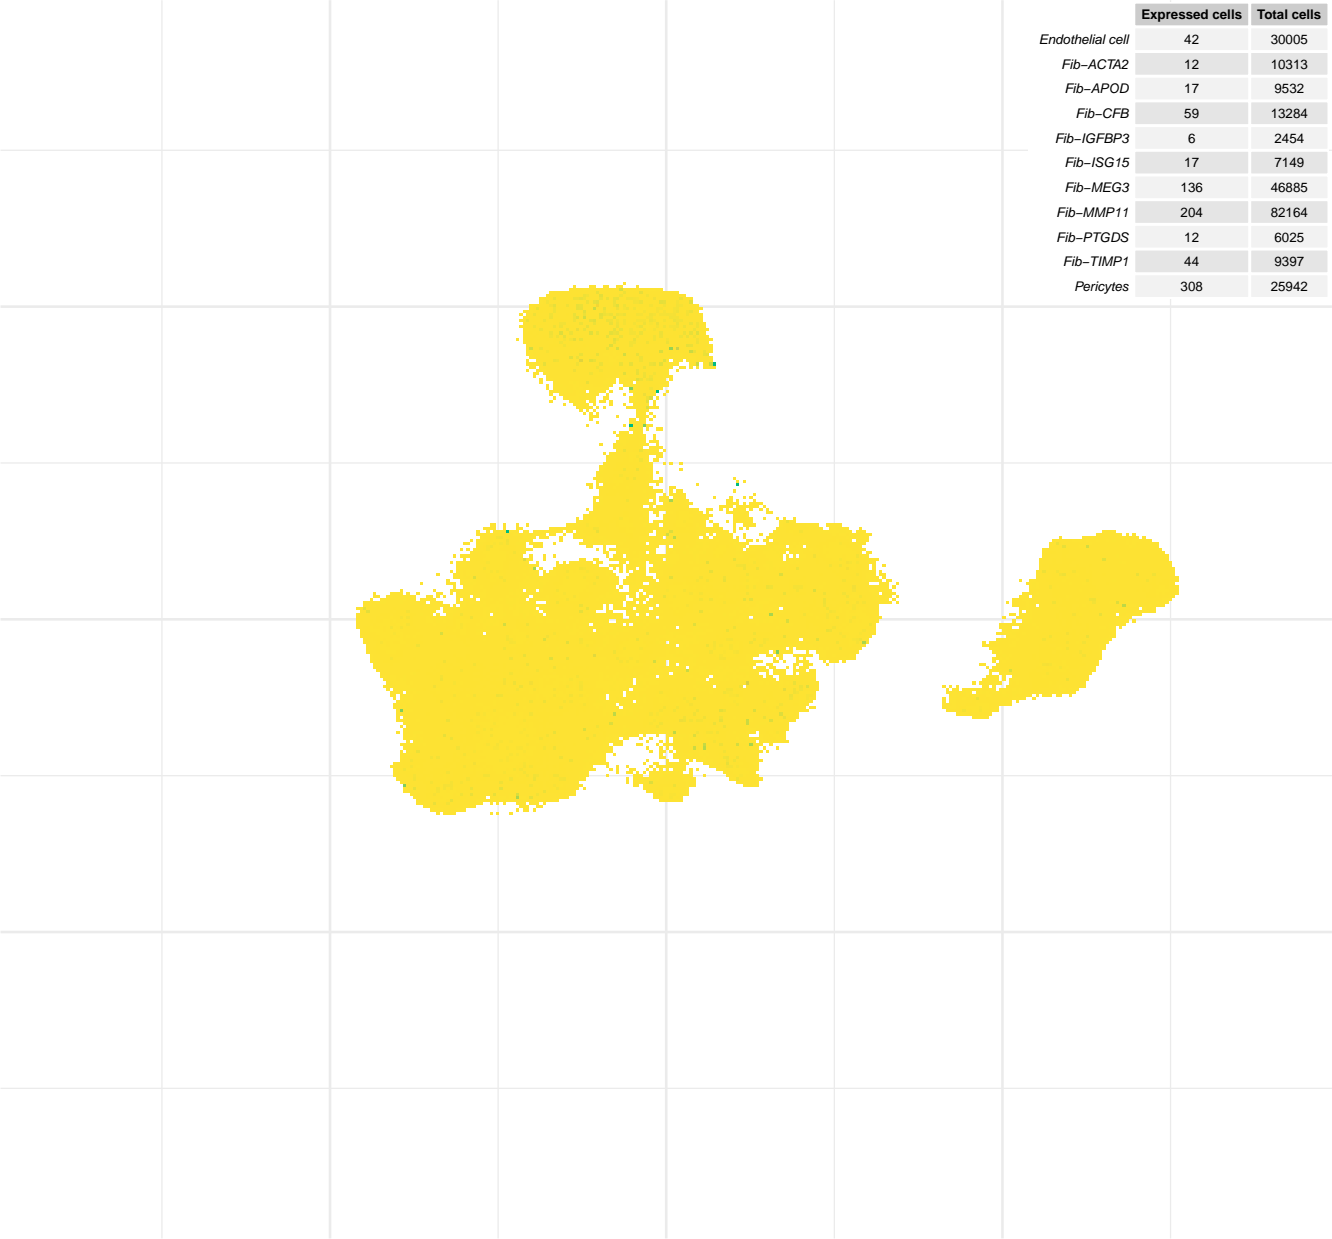 Expressed cells Total cells
Endothelial cell 42 30005
Fib−ACTA2 12 10313
Fib−APOD 17 9532
Fib−CFB 59 13284
Fib−IGFBP3 6 2454
Fib−ISG15 17 7149
Fib−MEG3 136 46885
Fib−MMP11 204 82164
Fib−PTGDS 12 6025
Fib−TIMP1 44 9397
Pericytes 308 25942